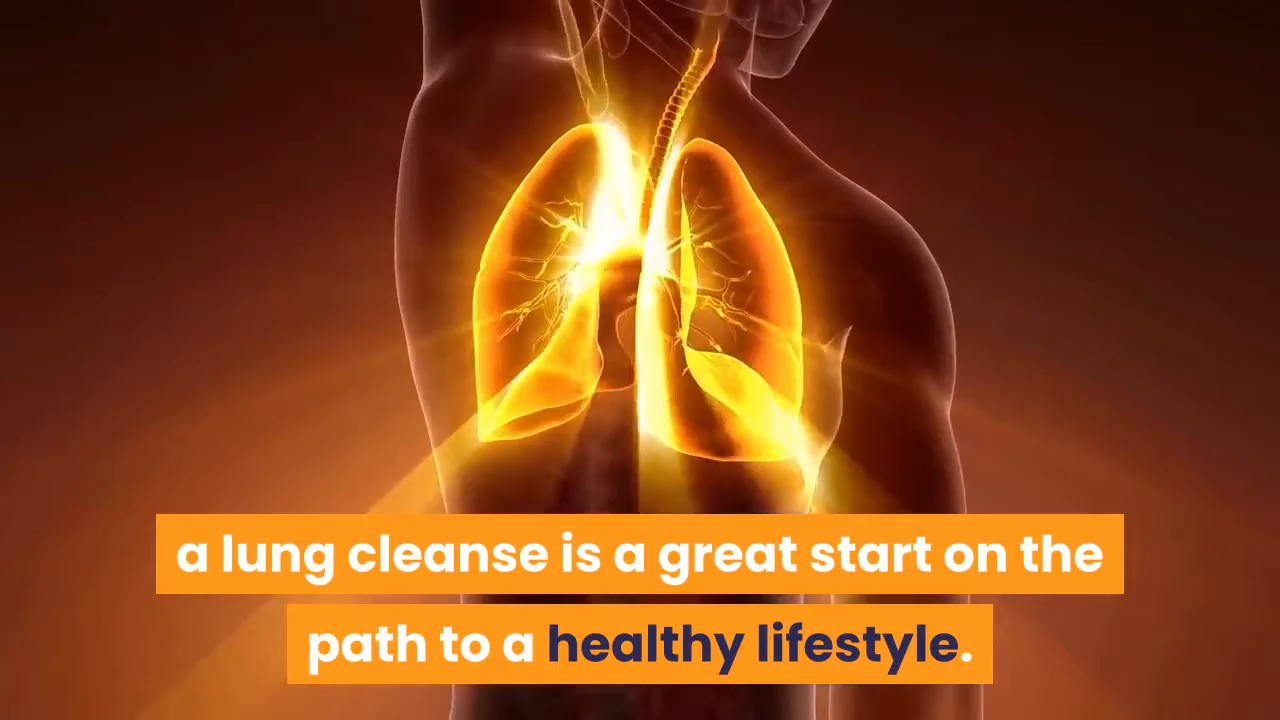 a lung cleanse is a great start on the
path to a healthy lifestyle.